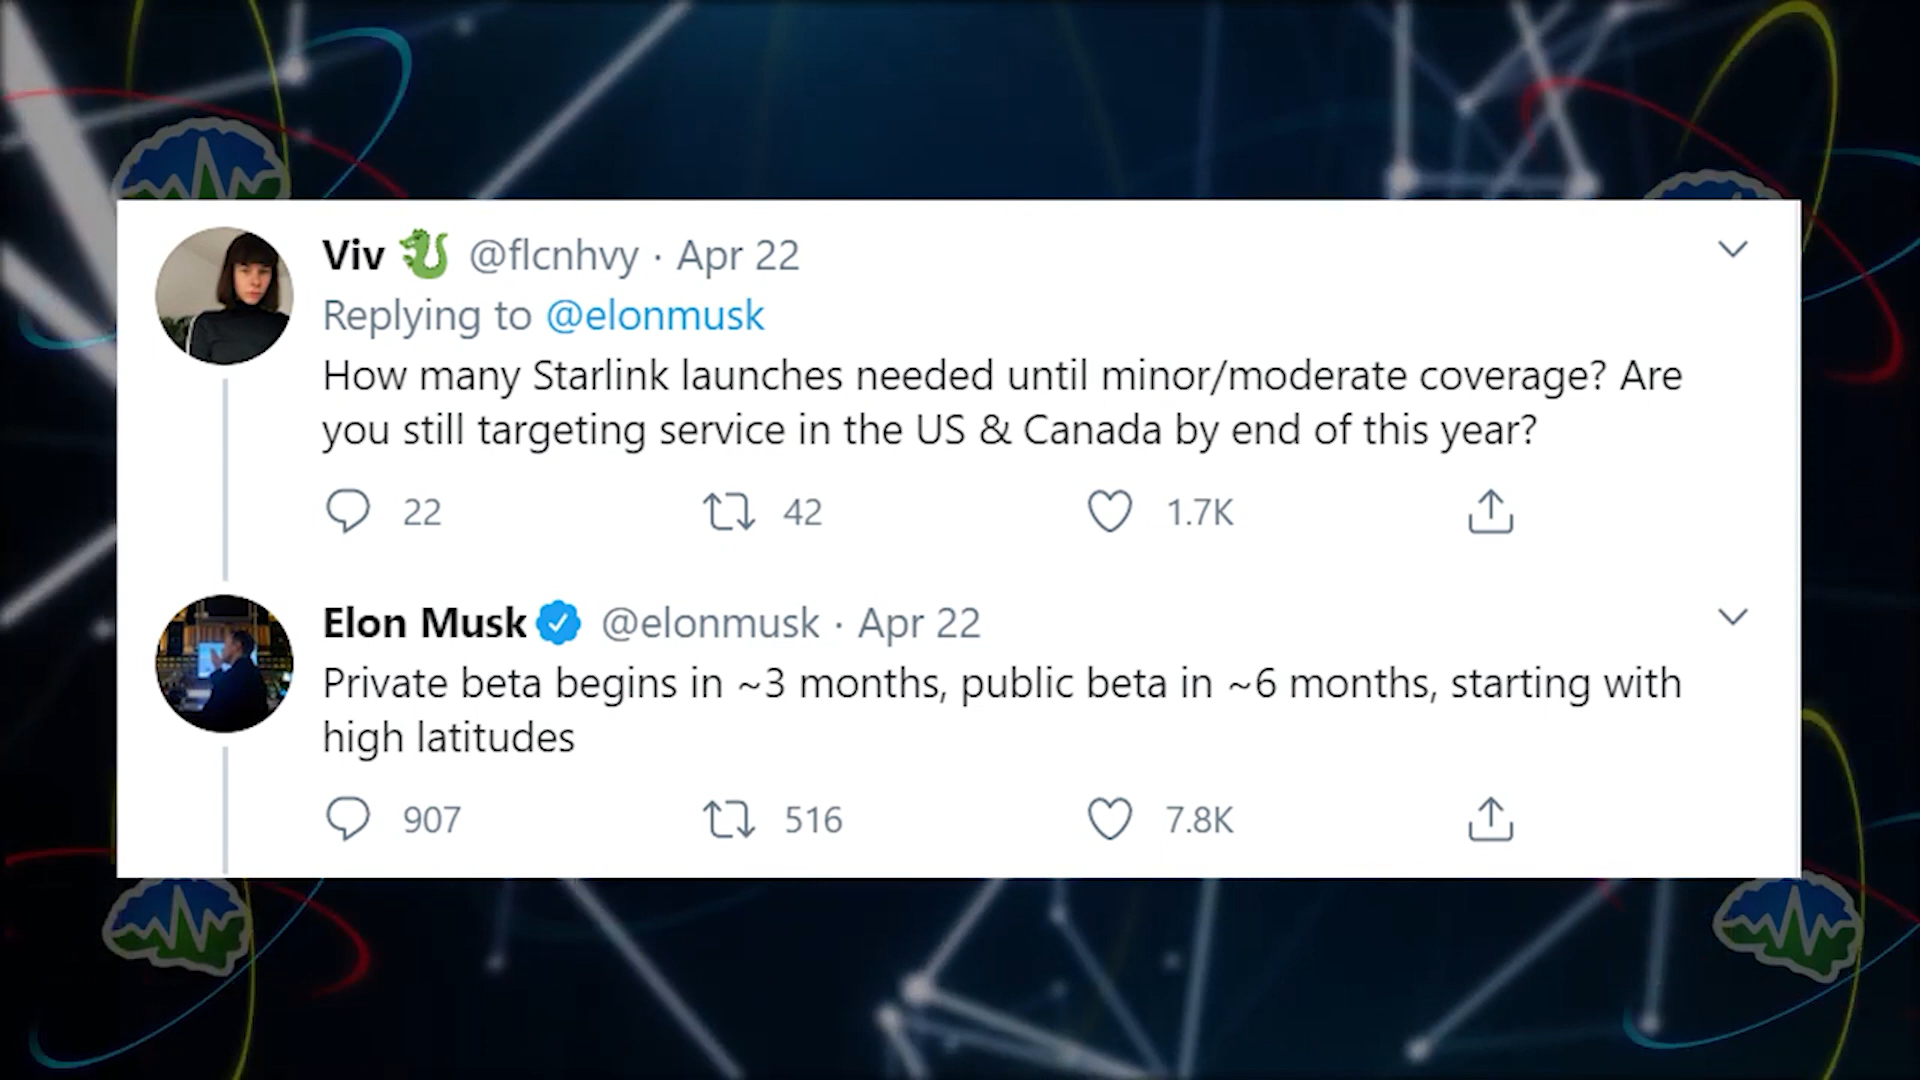 Viv 🐉 @flcnhvy · Apr 22
Replying to @elonmusk
How many Starlink launches needed until minor/moderate coverage? Are
you still targeting service in the US & Canada by end of this year?
22 42 1.7K
Elon Musk @elonmusk · Apr 22
Private beta begins in ~3 months, public beta in ~6 months, starting with
high latitudes
907 516 7.8K